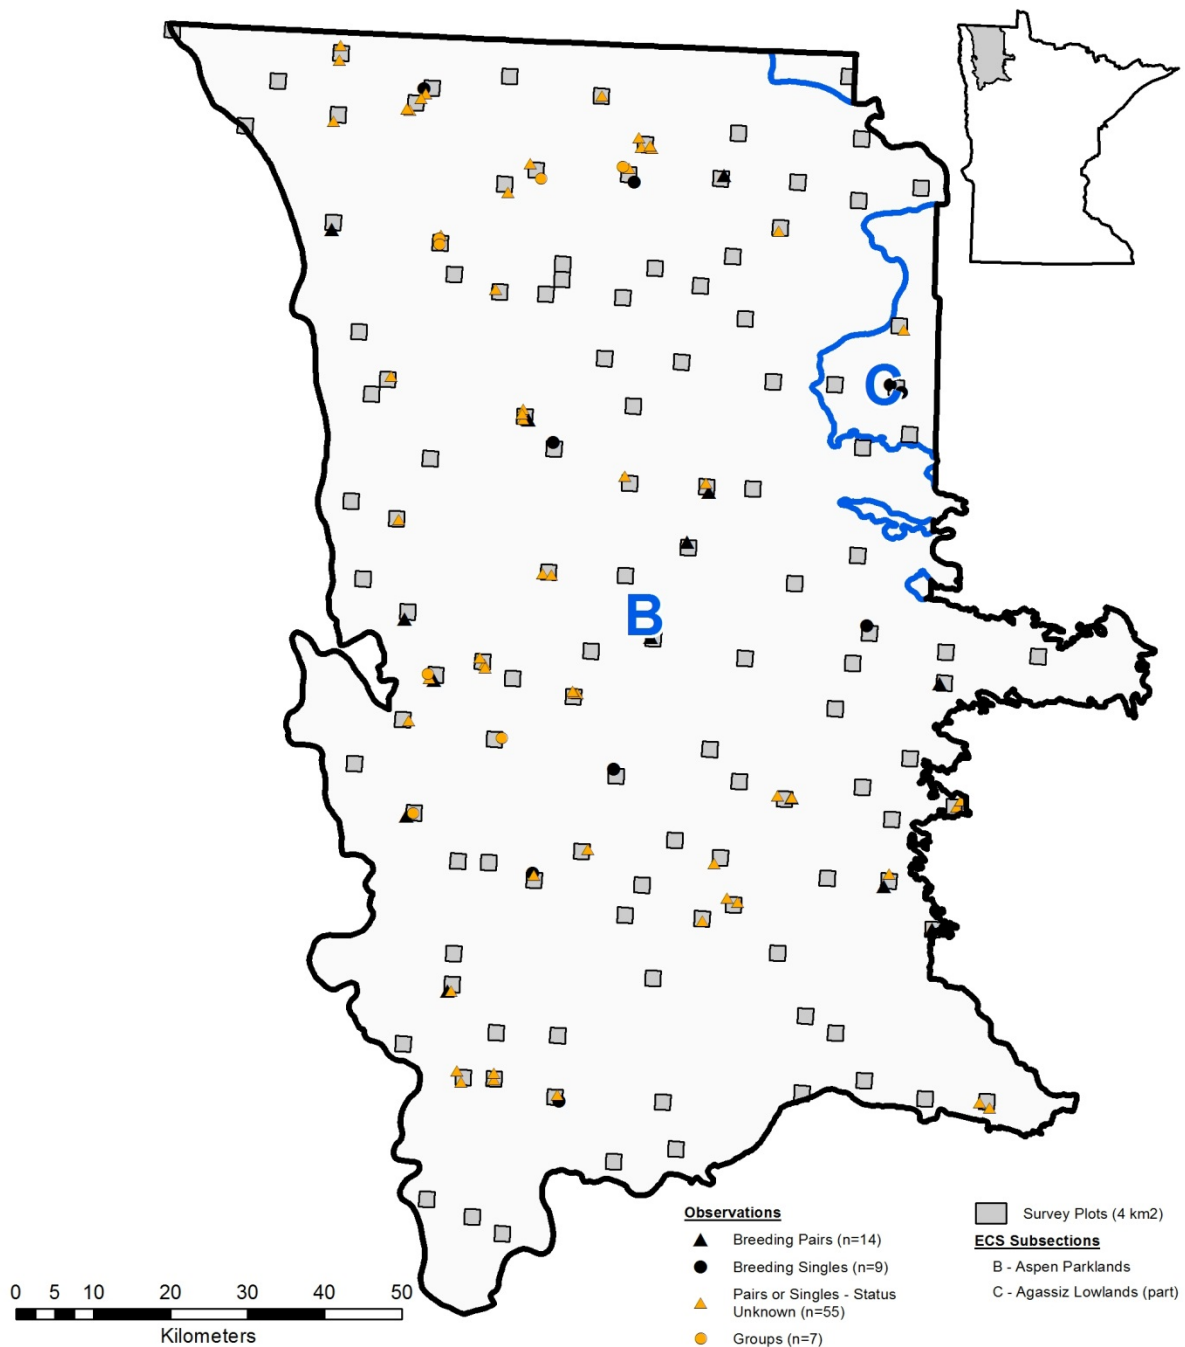 C
B
Observations
Breeding Pairs (n=14)
Breeding Singles (n=9)
Pairs or Singles - Status
Unknown (n=55)
Groups (n=7)
Survey Plots (4 km2)
ECS Subsections
B - Aspen Parklands
C - Agassiz Lowlands (part)
0 5 10 20 30 40 50
Kilometers